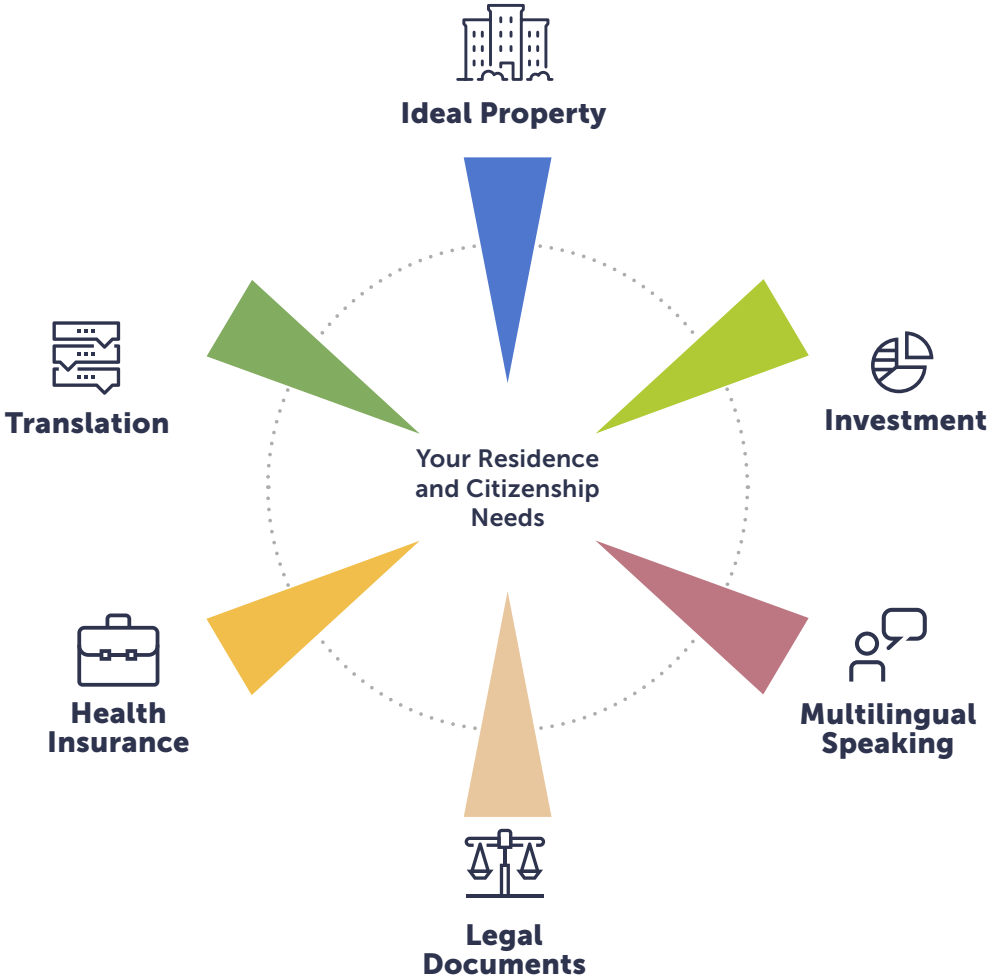 Ideal Property
Translation
Investment
Your Residence
and Citizenship
Needs
Health
Insurance
Multilingual
Speaking
Legal
Documents